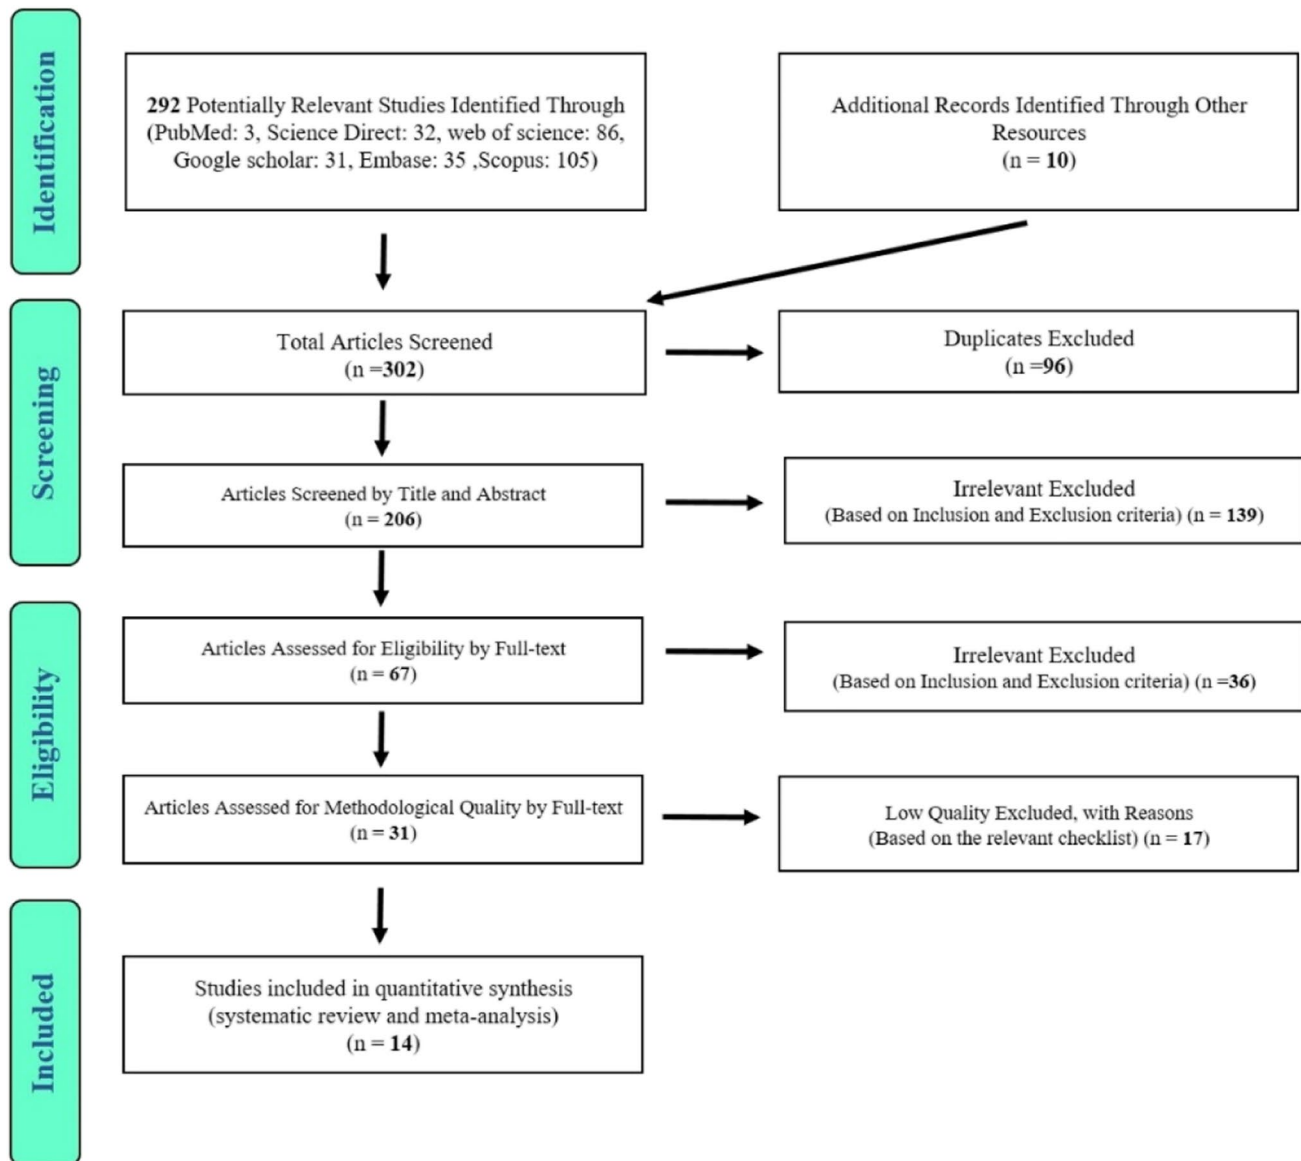 Identification
292 Potentially Relevant Studies Identified Through
(PubMed: 3, Science Direct: 32, web of science: 86,
Google scholar: 31, Embase: 35 ,Scopus: 105)
Additional Records Identified Through Other
Resources
(n = 10)
Screening
Total Articles Screened
(n =302)
Duplicates Excluded
(n =96)
Articles Screened by Title and Abstract
(n = 206)
Irrelevant Excluded
(Based on Inclusion and Exclusion criteria) (n = 139)
Eligibility
Articles Assessed for Eligibility by Full-text
(n = 67)
Irrelevant Excluded
(Based on Inclusion and Exclusion criteria) (n =36)
Articles Assessed for Methodological Quality by Full-text
(n = 31)
Low Quality Excluded, with Reasons
(Based on the relevant checklist) (n = 17)
Included
Studies included in quantitative synthesis
(systematic review and meta-analysis)
(n = 14)